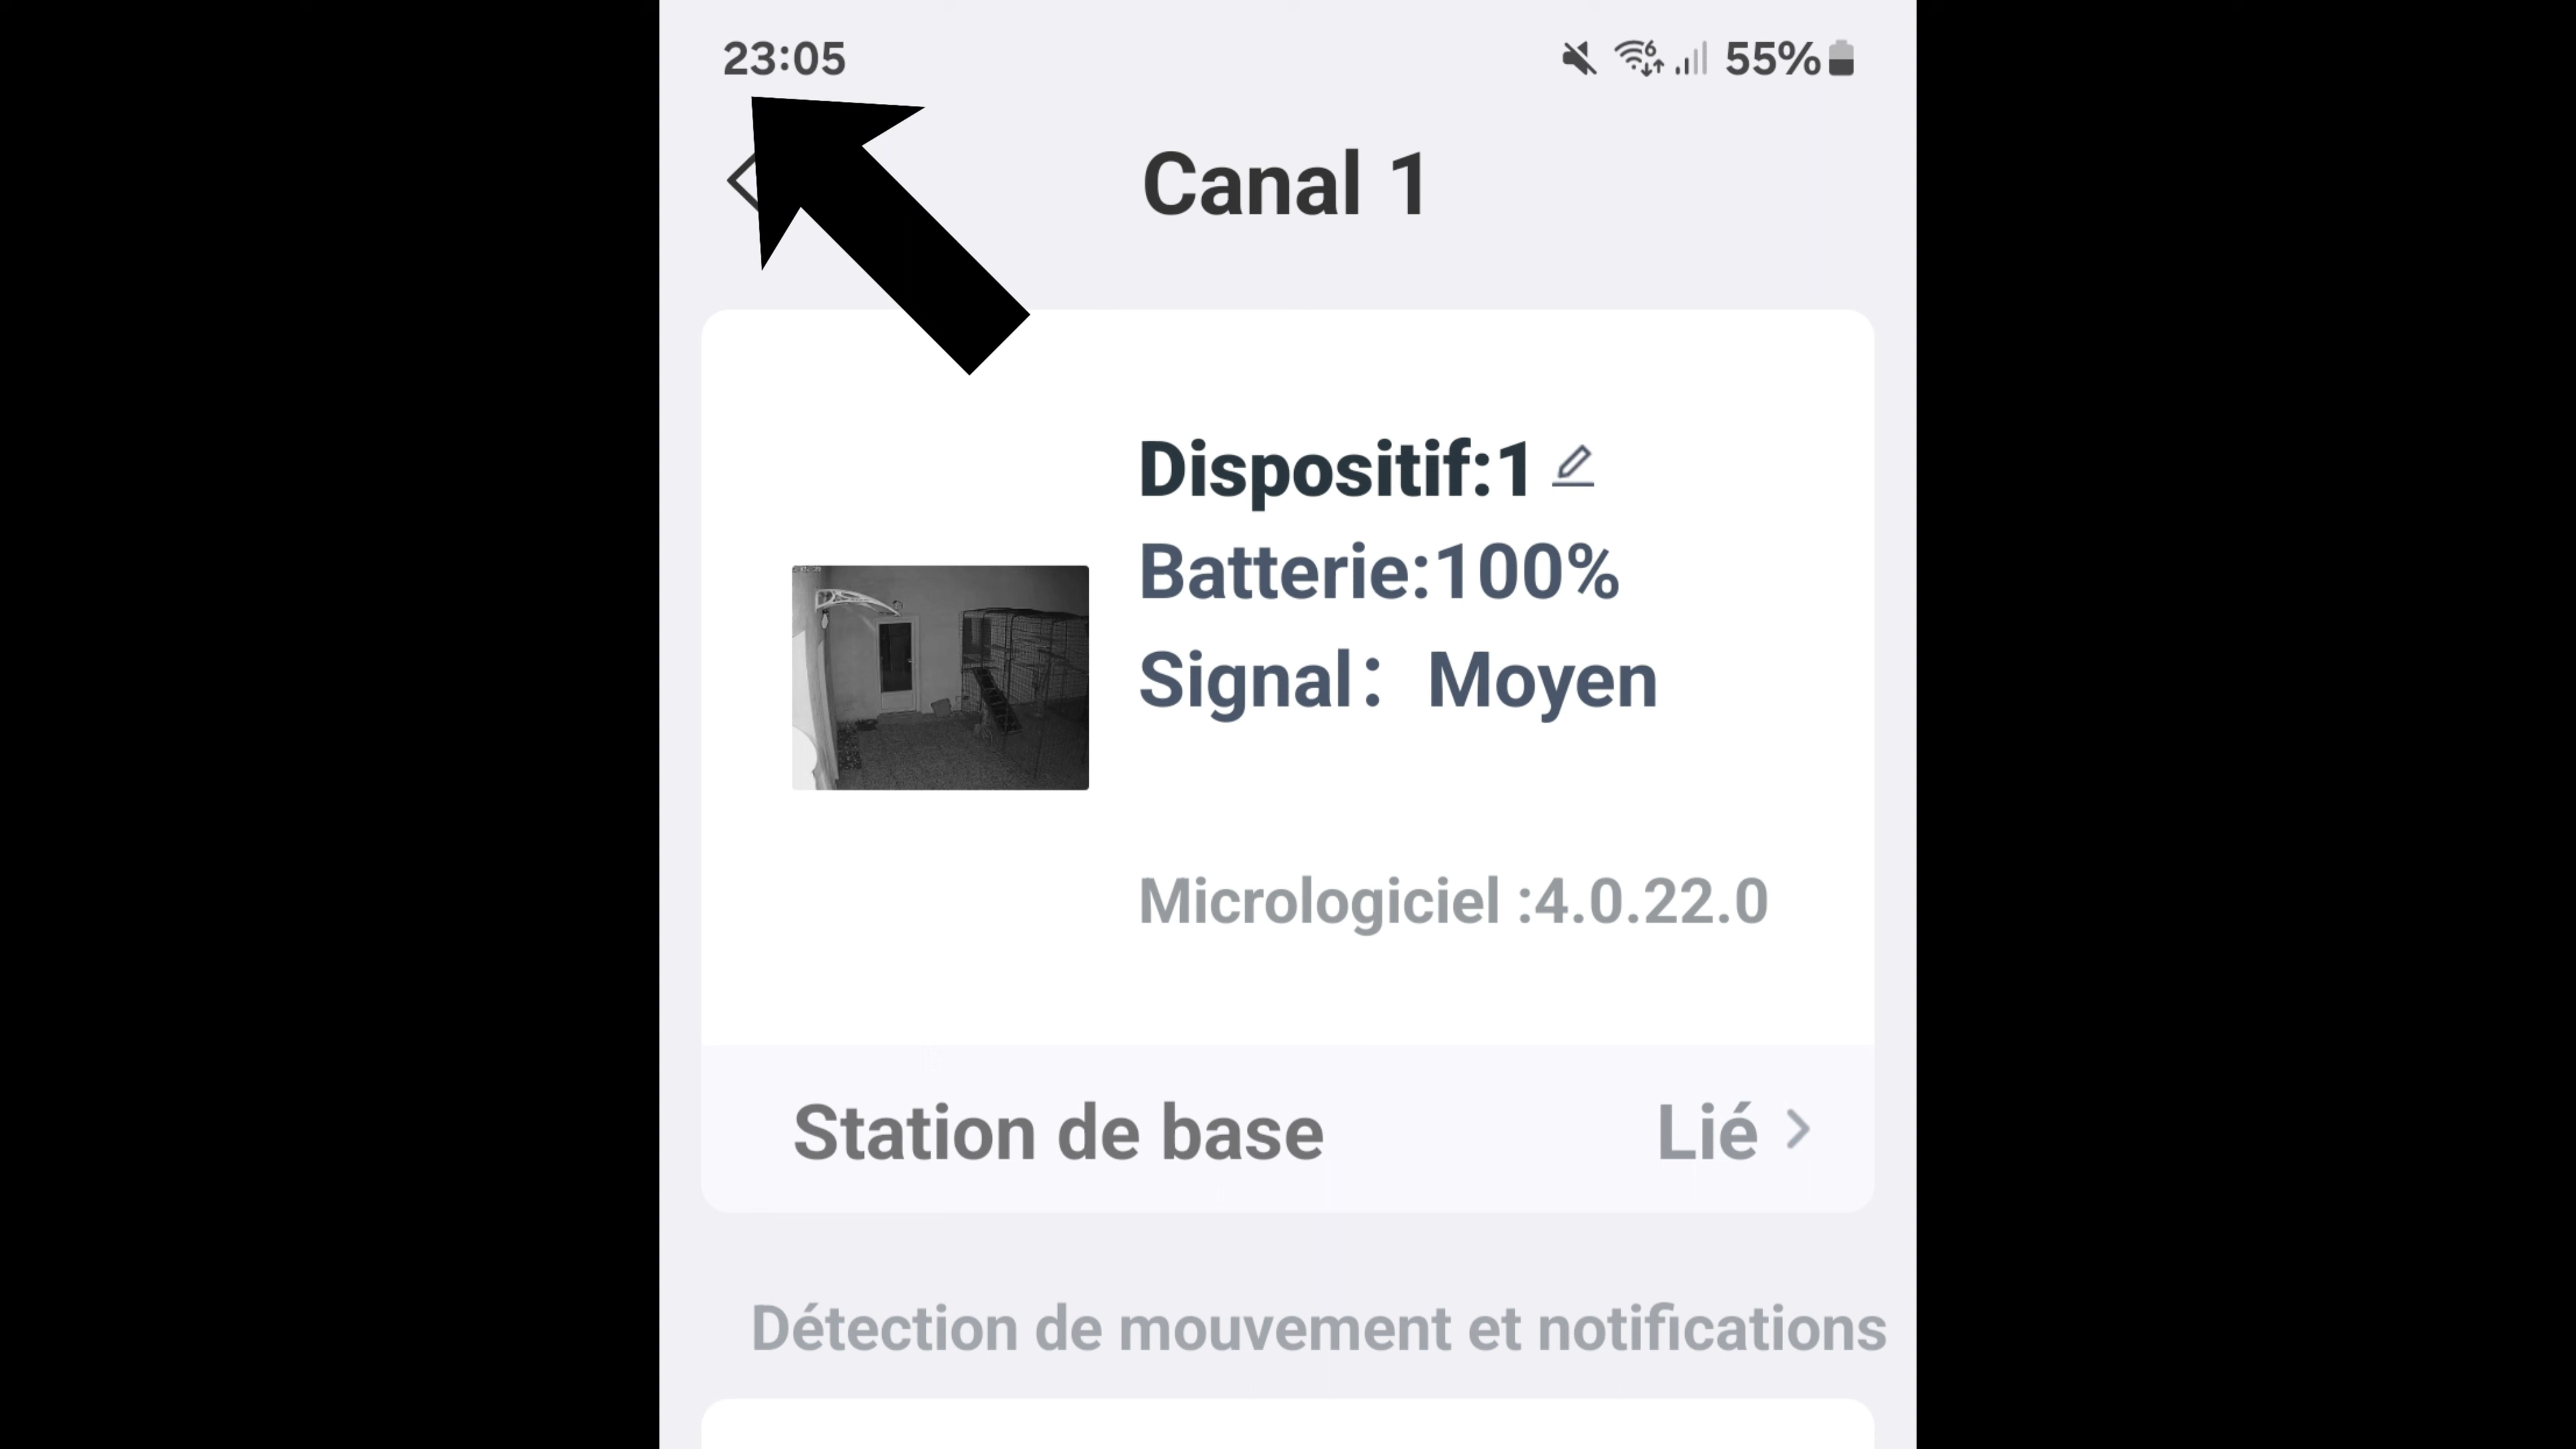 23:05 55%
Canal 1
Dispositif:1
Batterie:100%
Signal： Moyen
Micrologiciel :4.0.22.0
Station de base Lié
Détection de mouvement et notifications